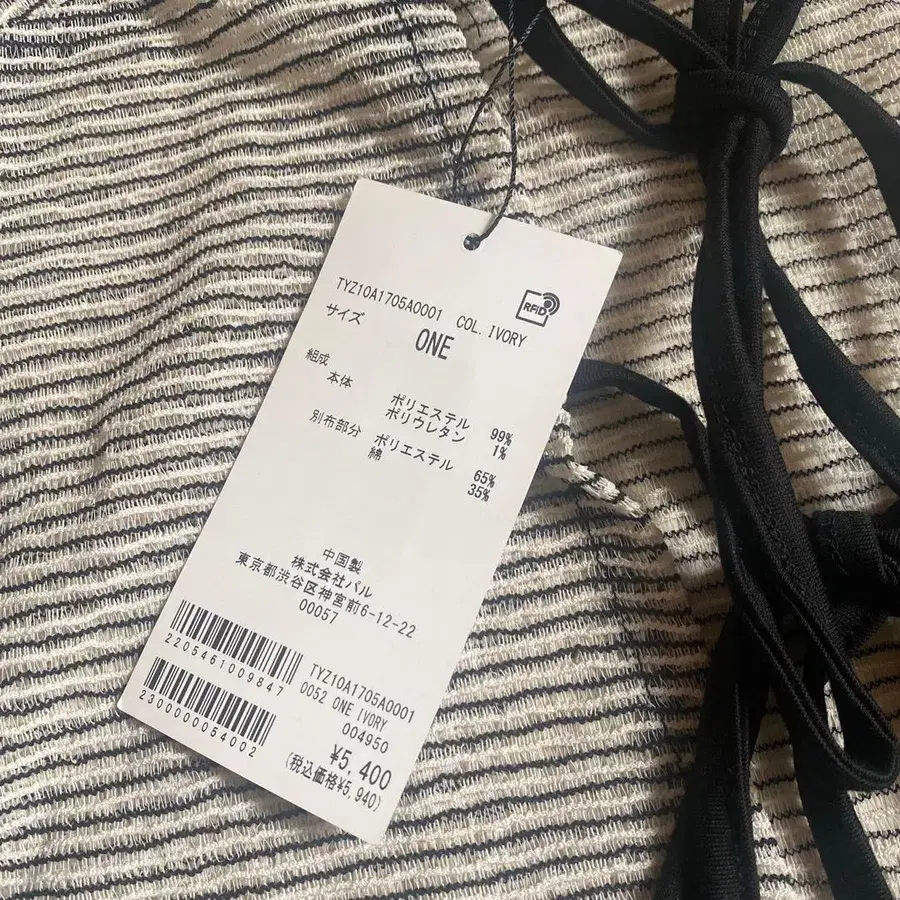 TYZ10A1705A0001 COL. IVORY
RFID
サイズ ONE
組成
本体 ポリエステル 99%
ポリウレタン 1%
別布部分 ポリエステル 65%
綿 35%
中国製
株式会社パル
東京都渋谷区神宮前6-12-22
00057
2205461009847
TYZ10A1705A0001
0052 ONE IVORY
004950
2300000054002
¥5,400
(税込価格¥5,940)